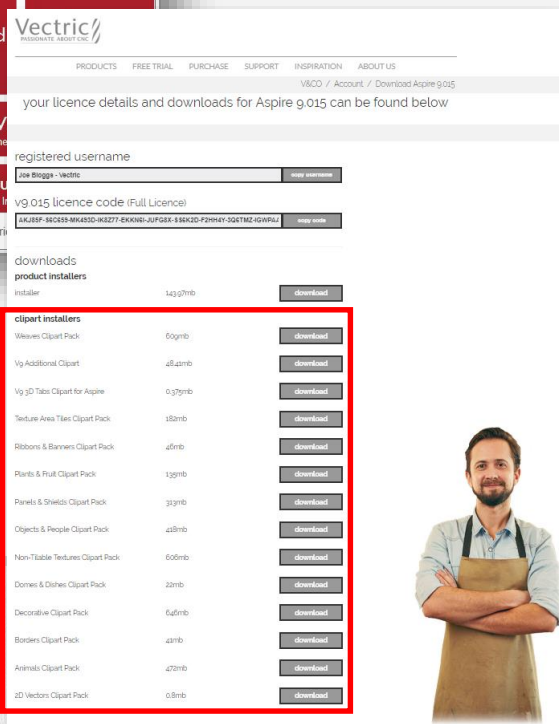 Vectric
PASSIONATE ABOUT CNC
PRODUCTS FREE TRIAL PURCHASE SUPPORT INSPIRATION ABOUT US
V&CO / Account / Download Aspire 9.015
your licence details and downloads for Aspire 9.015 can be found below
registered username
Joe Bloggs - Vectric copy username
v9.015 licence code (Full Licence)
copy code
downloads
product installers
installer 143.97mb download
clipart installers
Weaves Clipart Pack 609mb download
V9 Additional Clipart 48.41mb download
V9 3D Tabs Clipart for Aspire 0.375mb download
Texture Area Tiles Clipart Pack 182mb download
Ribbons & Banners Clipart Pack 46mb download
Plants & Fruit Clipart Pack 135mb download
Panels & Shields Clipart Pack 313mb download
Objects & People Clipart Pack 418mb download
Non-Tilable Textures Clipart Pack 606mb download
Domes & Dishes Clipart Pack 22mb download
Decorative Clipart Pack 646mb download
Borders Clipart Pack 41mb download
Animals Clipart Pack 472mb download
2D Vectors Clipart Pack 0.8mb download